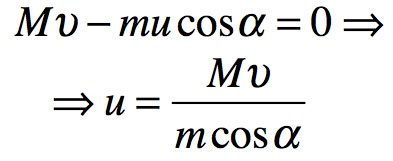 Mυ − mu cos α = 0 ⇒
⇒ u = Mυ / (m cos α)